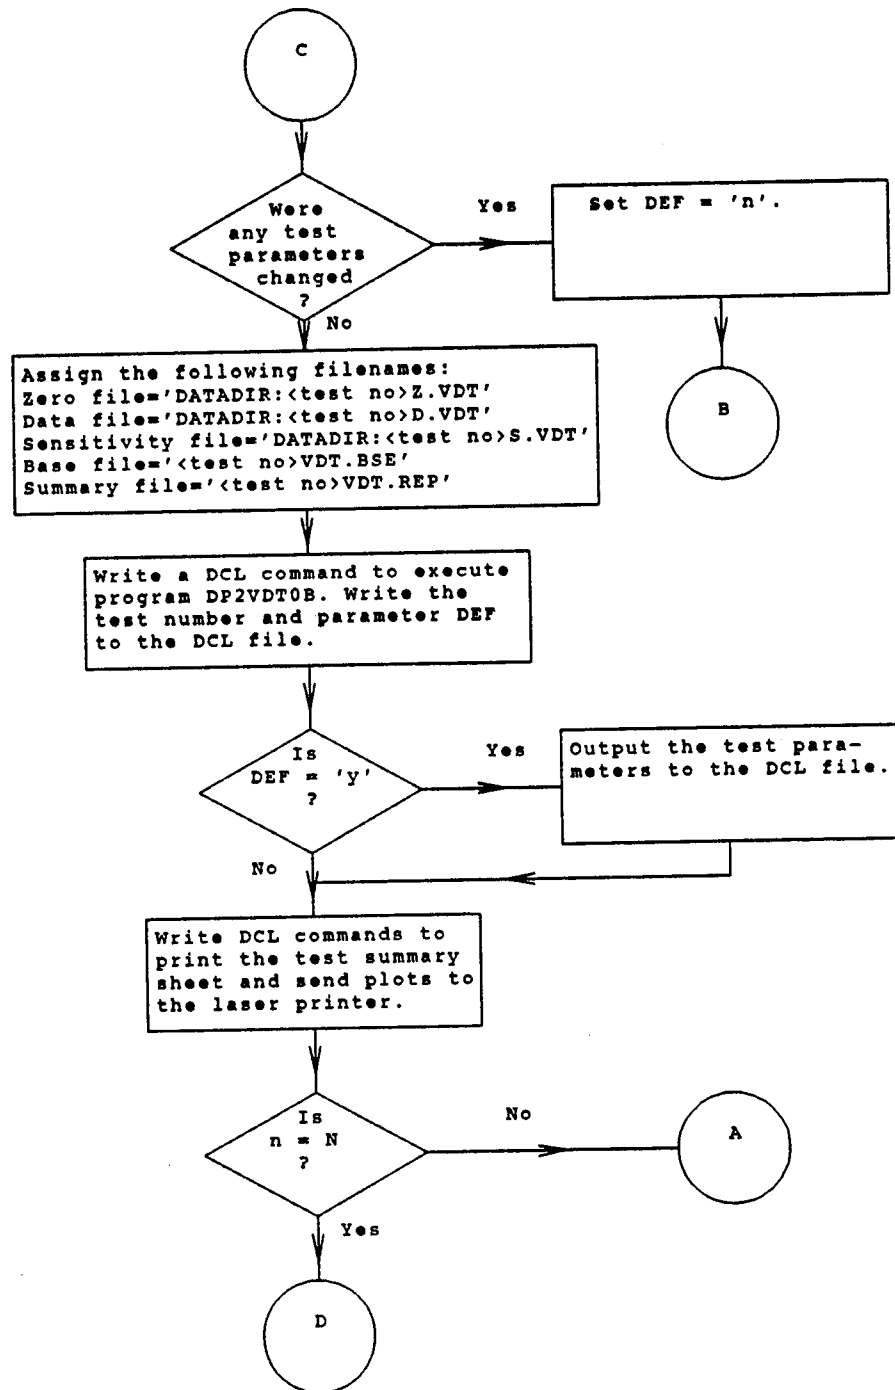 C
Were
any test
parameters
changed
?
Yes
Set DEF = 'n'.
No
B
Assign the following filenames:
Zero file='DATADIR:<test no>Z.VDT'
Data file='DATADIR:<test no>D.VDT'
Sensitivity file='DATADIR:<test no>S.VDT'
Base file='<test no>VDT.BSE'
Summary file='<test no>VDT.REP'
Write a DCL command to execute
program DP2VDT0B. Write the
test number and parameter DEF
to the DCL file.
Is
DEF = 'y'
?
Yes
Output the test para-
meters to the DCL file.
No
Write DCL commands to
print the test summary
sheet and send plots to
the laser printer.
Is
n = N
?
No
A
Yes
D